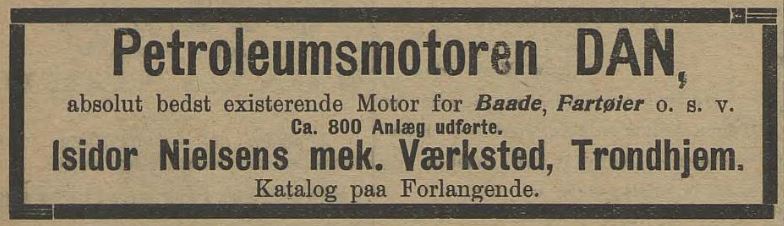 Petroleumsmotoren DAN,
absolut bedst existerende Motor for Baade, Fartøier o. s. v.
Ca. 800 Anlæg udførte.
Isidor Nielsens mek. Værksted, Trondhjem.
Katalog paa Forlangende.